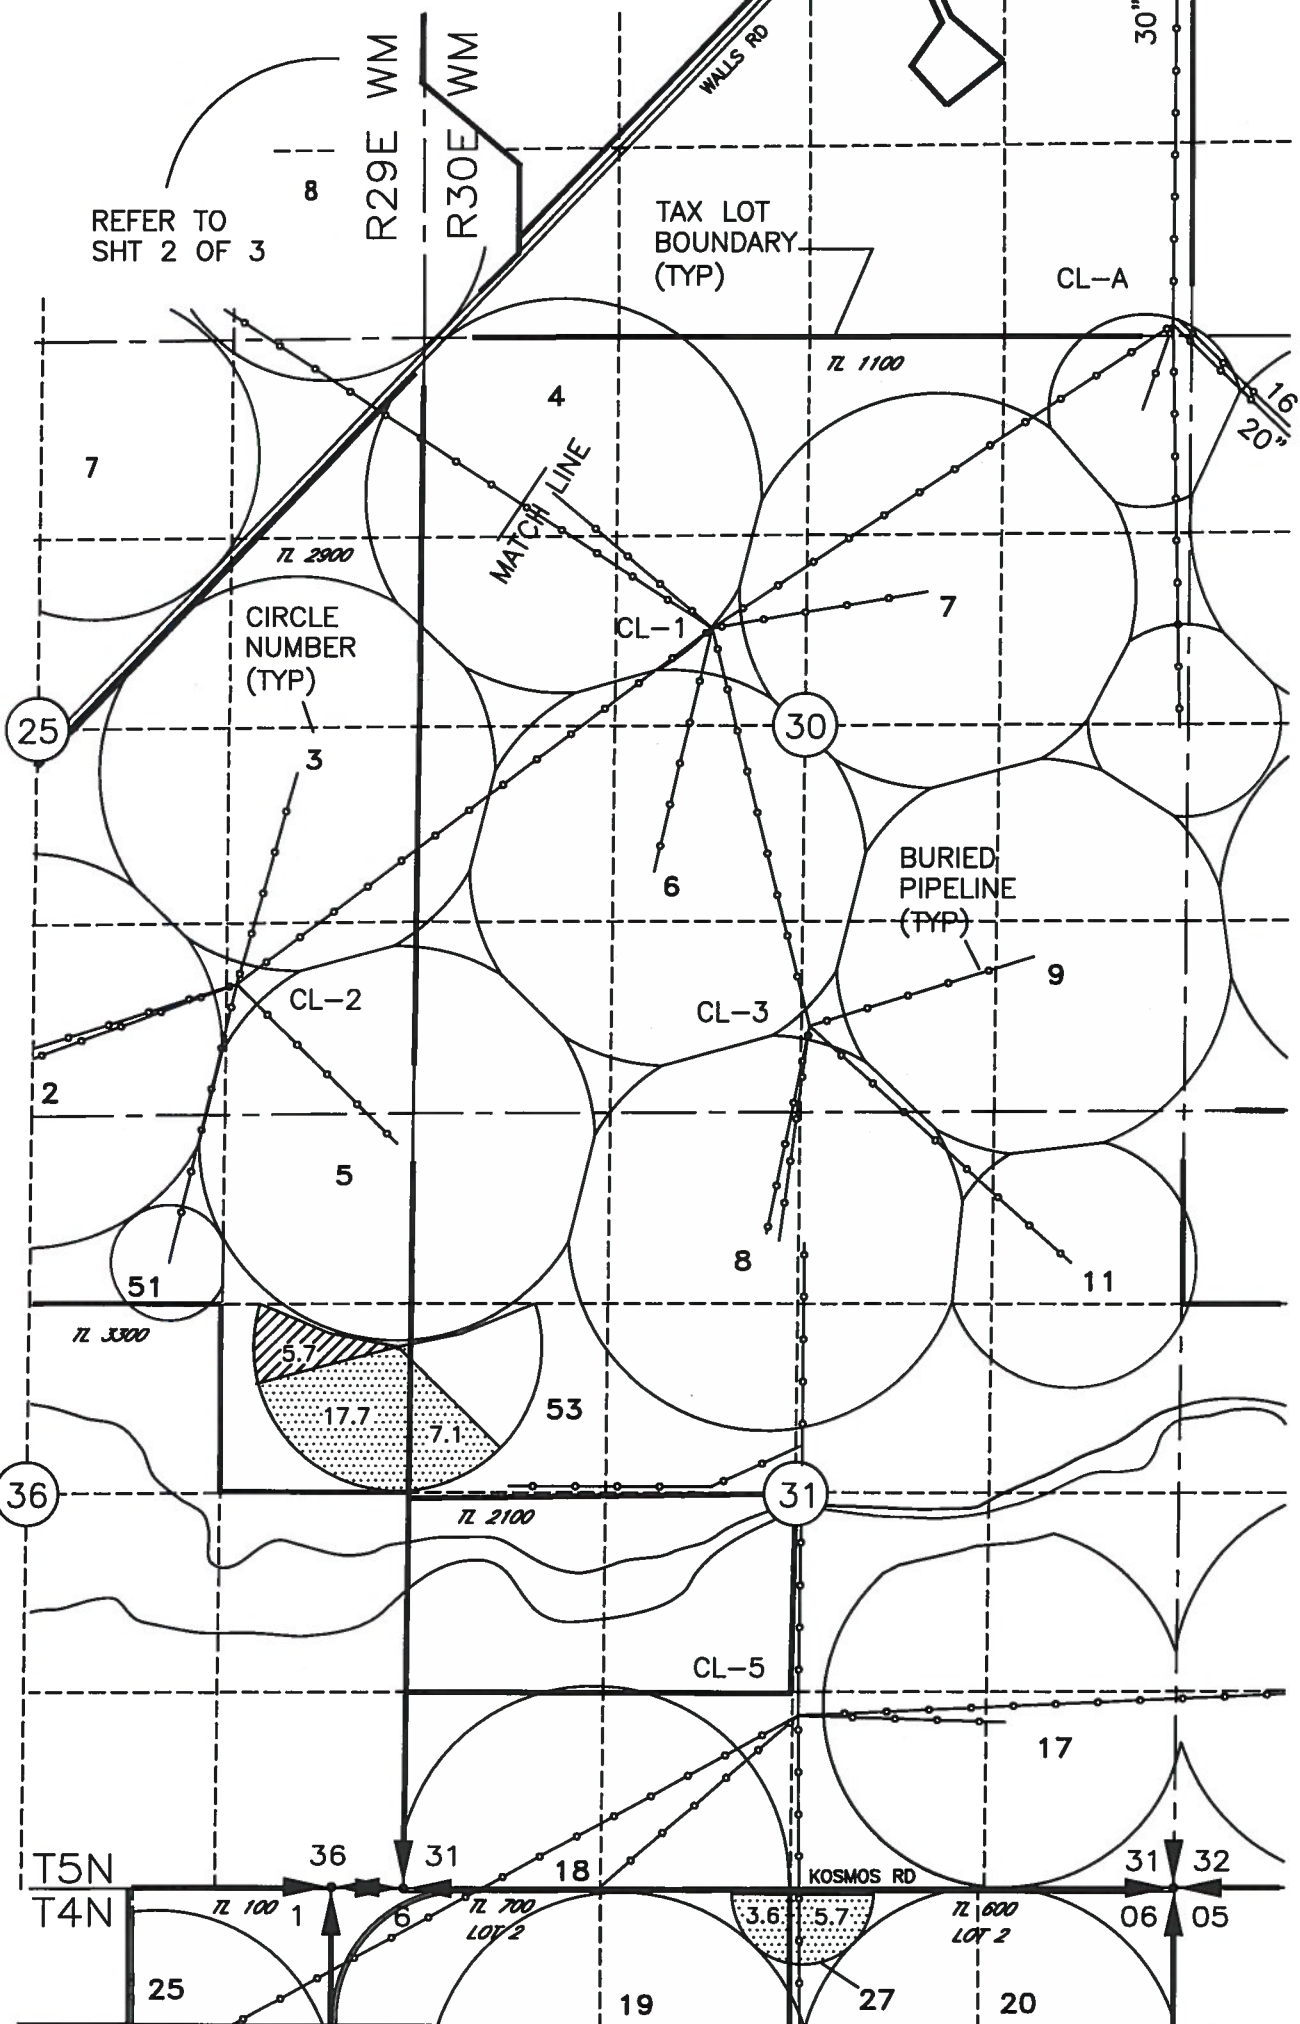 30"
WALLS RD
R29E WM
R30E WM
8
REFER TO
SHT 2 OF 3
TAX LOT
BOUNDARY
(TYP)
CL-A
TL 1100
16
20"
4
7
MATCH LINE
TL 2900
CIRCLE
NUMBER
(TYP)
CL-1
7
25
30
3
6
BURIED
PIPELINE
(TYP)
9
CL-2
CL-3
2
5
8
11
51
TL 3300
5.7
17.7
7.1
53
36
31
TL 2100
CL-5
17
T5N
36
31
18
KOSMOS RD
31
32
T4N
TL 100
1
6
TL 700
LOT 2
3.6
5.7
TL 600
LOT 2
06
05
25
19
27
20